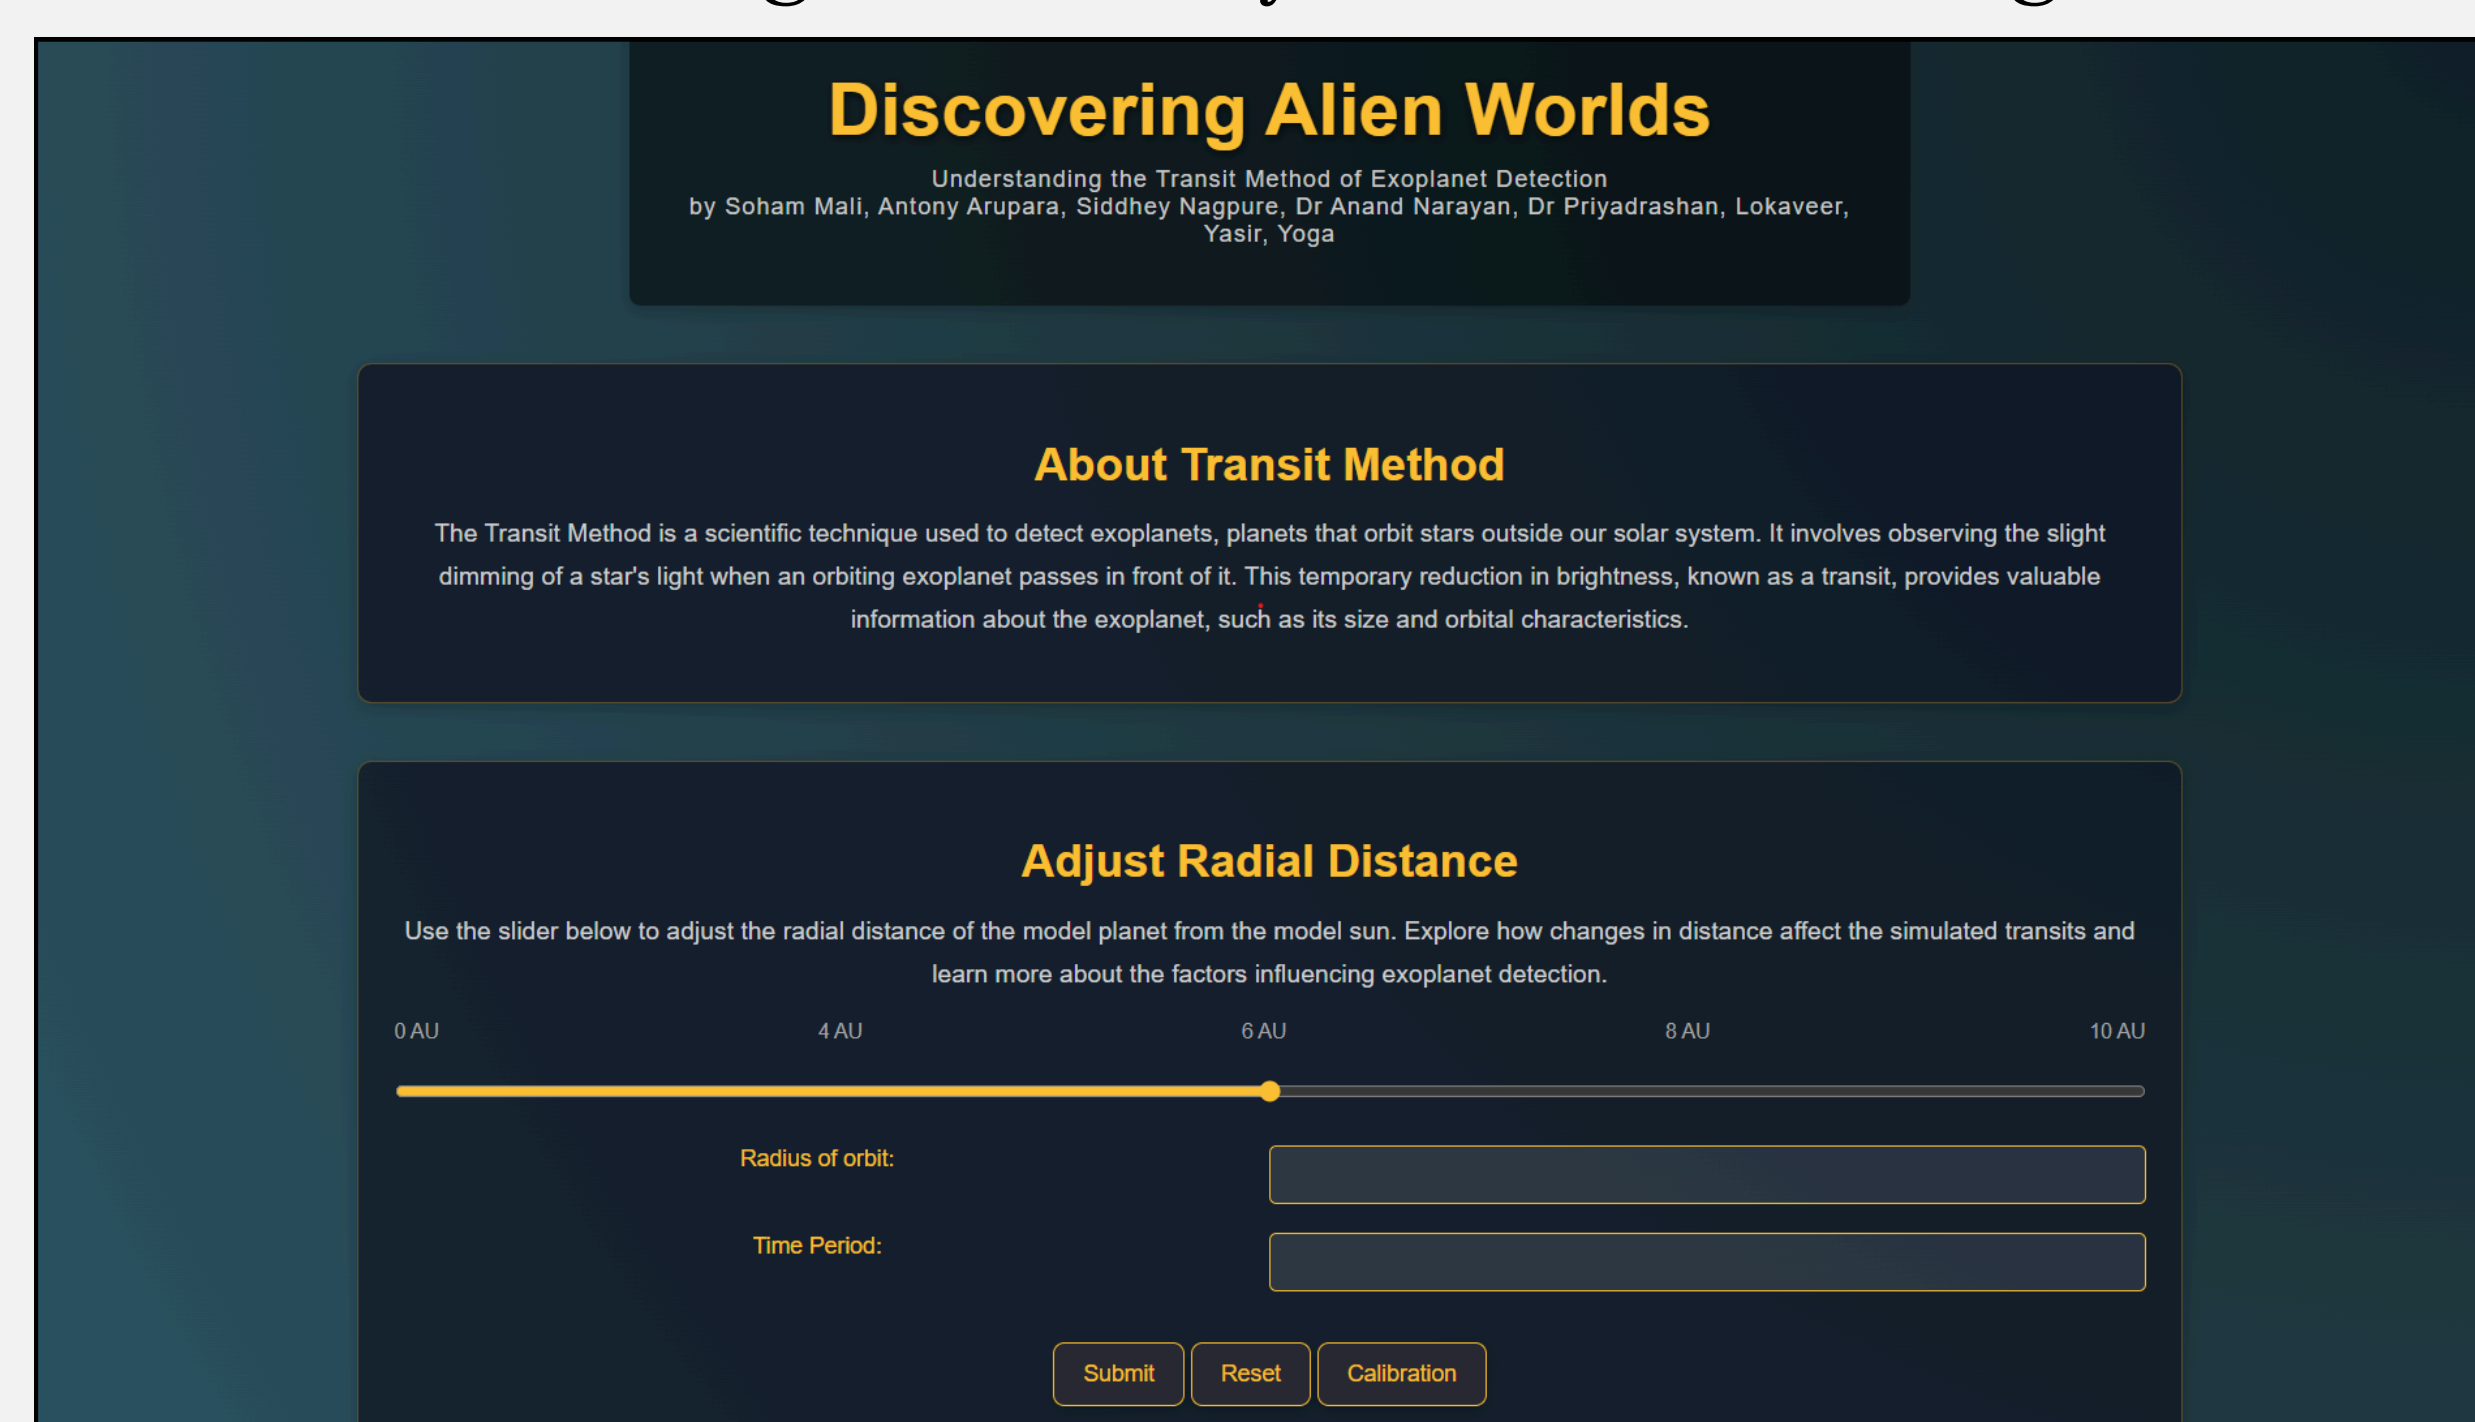 Discovering Alien Worlds
Understanding the Transit Method of Exoplanet Detection
by Soham Mali, Antony Arupara, Siddhey Nagpure, Dr Anand Narayan, Dr Priyadrashan, Lokaveer,
Yasir, Yoga
About Transit Method
The Transit Method is a scientific technique used to detect exoplanets, planets that orbit stars outside our solar system. It involves observing the slight
dimming of a star's light when an orbiting exoplanet passes in front of it. This temporary reduction in brightness, known as a transit, provides valuable
information about the exoplanet, such as its size and orbital characteristics.
Adjust Radial Distance
Use the slider below to adjust the radial distance of the model planet from the model sun. Explore how changes in distance affect the simulated transits and
learn more about the factors influencing exoplanet detection.
0 AU 4 AU 6 AU 8 AU 10 AU
Radius of orbit:
Time Period:
Submit Reset Calibration